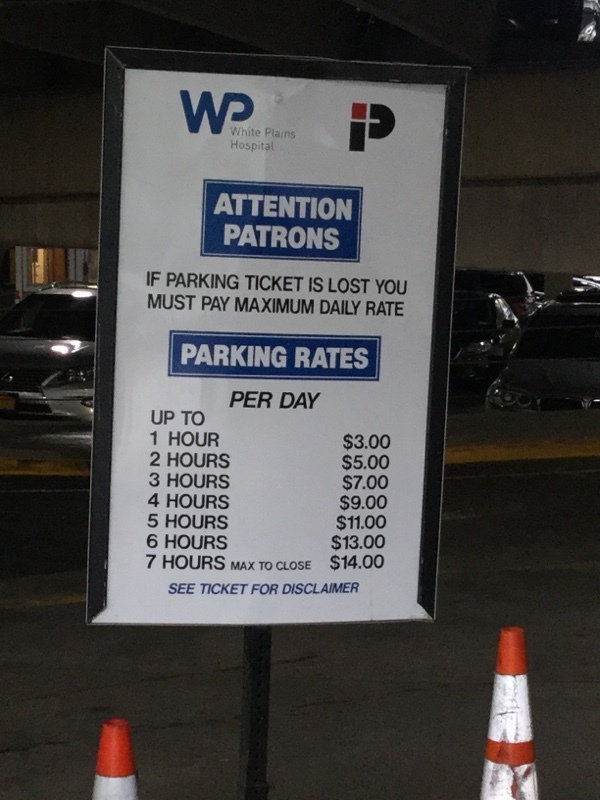 WP
White Plains
Hospital
iP
ATTENTION
PATRONS
IF PARKING TICKET IS LOST YOU
MUST PAY MAXIMUM DAILY RATE
PARKING RATES
PER DAY
UP TO
1 HOUR $3.00
2 HOURS $5.00
3 HOURS $7.00
4 HOURS $9.00
5 HOURS $11.00
6 HOURS $13.00
7 HOURS MAX TO CLOSE $14.00
SEE TICKET FOR DISCLAIMER